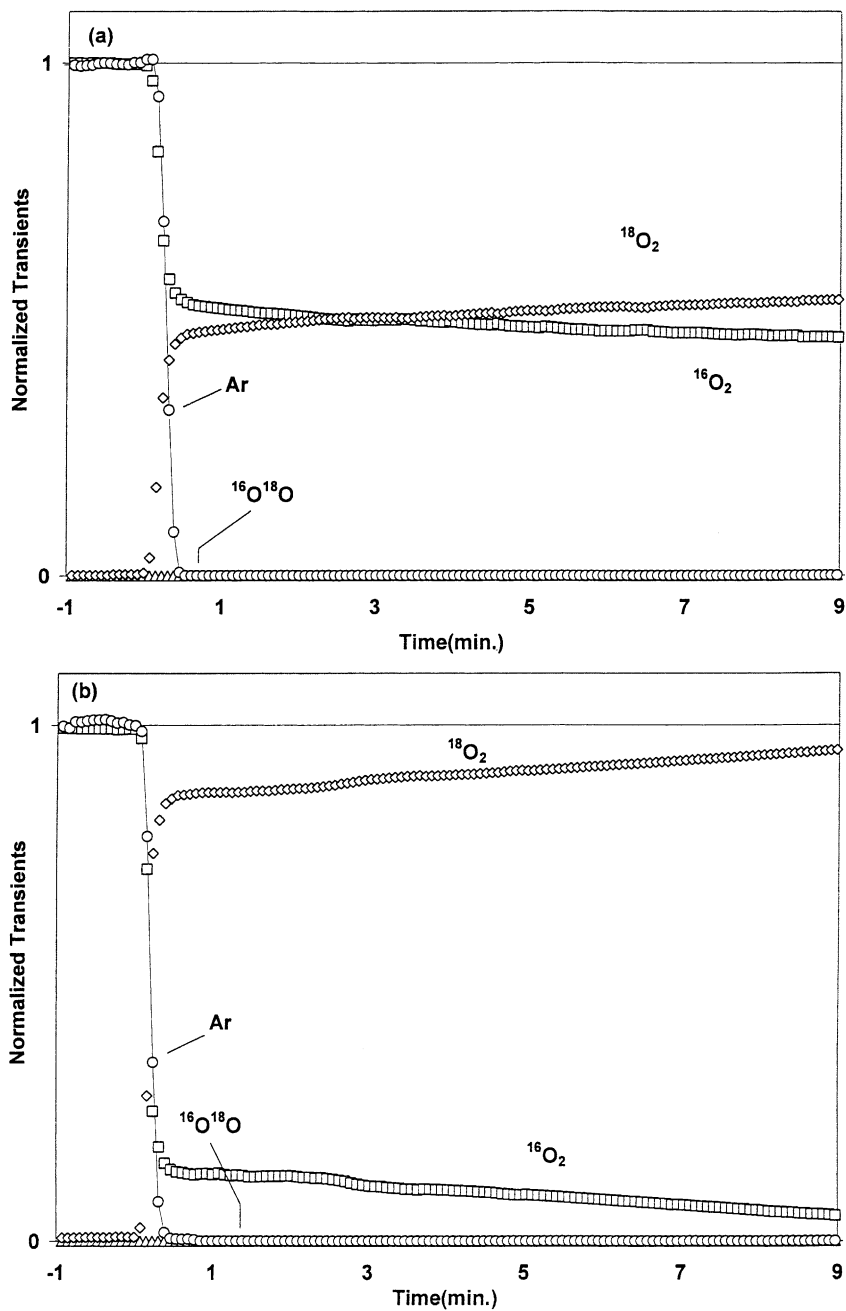 (a)
1
Normalized Transients
¹⁸O₂
¹⁶O₂
Ar
¹⁶O¹⁸O
0
-1 1 3 5 7 9
Time(min.)
(b)
1
Normalized Transients
¹⁸O₂
Ar
¹⁶O¹⁸O
¹⁶O₂
0
-1 1 3 5 7 9
Time(min.)